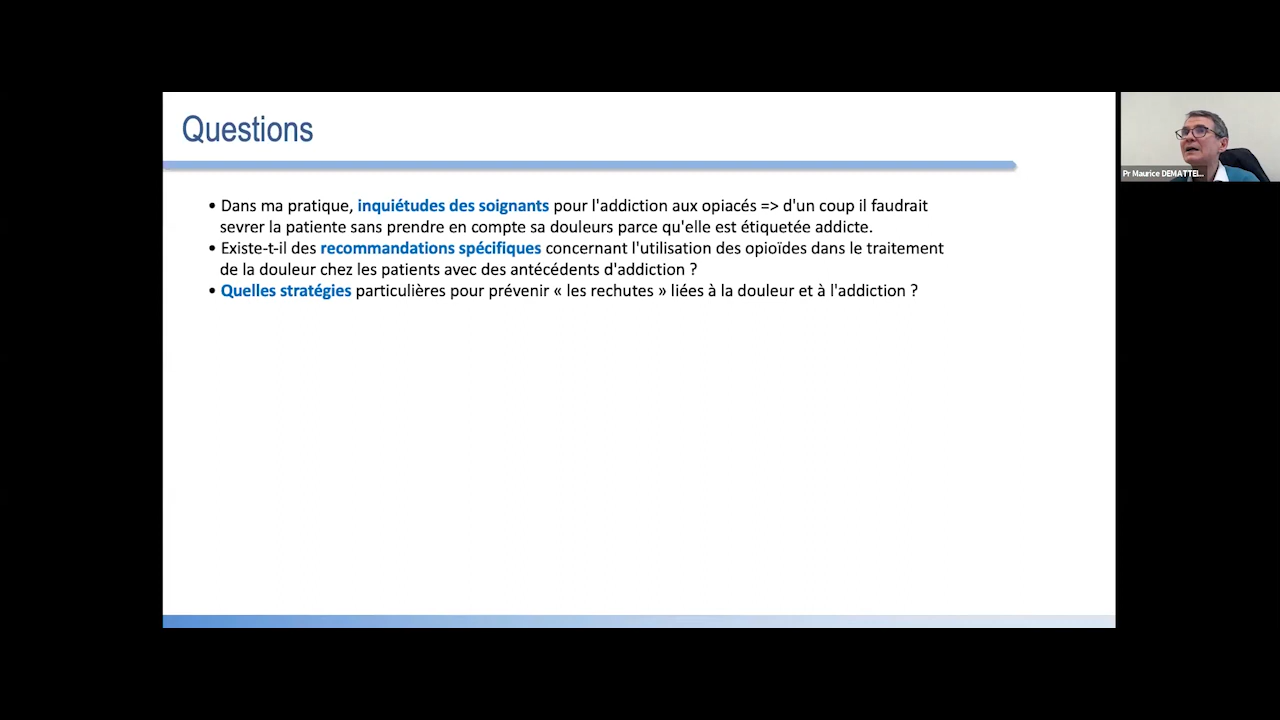 Questions
• Dans ma pratique, inquiétudes des soignants pour l'addiction aux opiacés => d'un coup il faudrait
sevrer la patiente sans prendre en compte sa douleurs parce qu'elle est étiquetée addicte.
• Existe-t-il des recommandations spécifiques concernant l'utilisation des opioïdes dans le traitement
de la douleur chez les patients avec des antécédents d'addiction ?
• Quelles stratégies particulières pour prévenir « les rechutes » liées à la douleur et à l'addiction ?
Pr Maurice DEMATTEI...